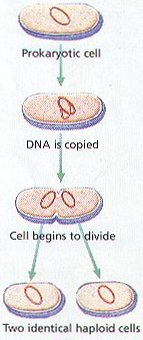 Prokaryotic cell
DNA is copied
Cell begins to divide
Two identical haploid cells